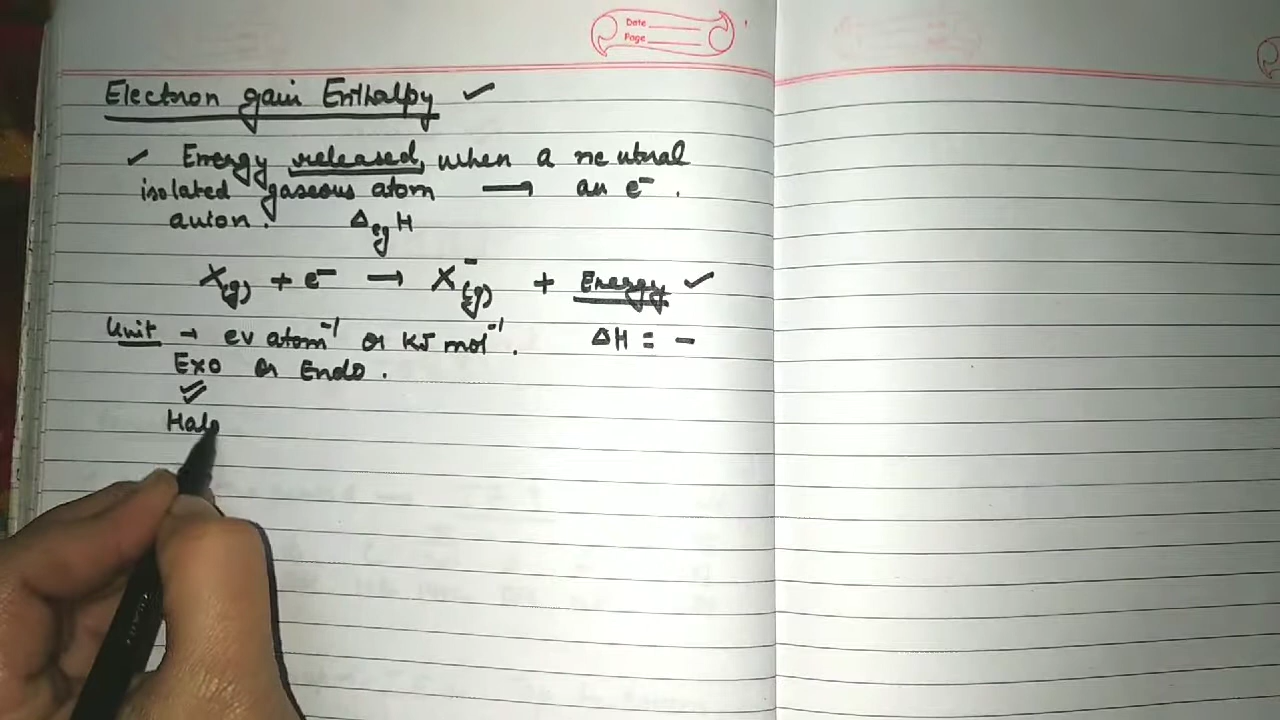 Date
Page
Electron gain Enthalpy ✓
✓ Energy released, when a neutral
isolated gaseous atom → an e⁻.
anion. ΔegH
X(g) + e⁻ → X⁻(g) + Energy ✓
Unit → ev atom⁻¹ or KJ mol⁻¹. ΔH = -
Exo or Endo.
Halo